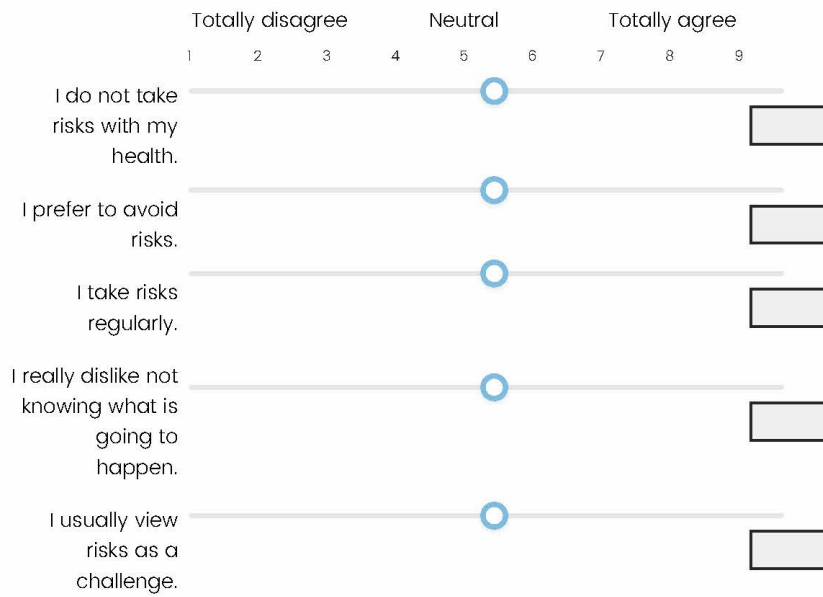 Totally disagree Neutral Totally agree
1 2 3 4 5 6 7 8 9
I do not take
risks with my
health.
I prefer to avoid
risks.
I take risks
regularly.
I really dislike not
knowing what is
going to
happen.
I usually view
risks as a
challenge.